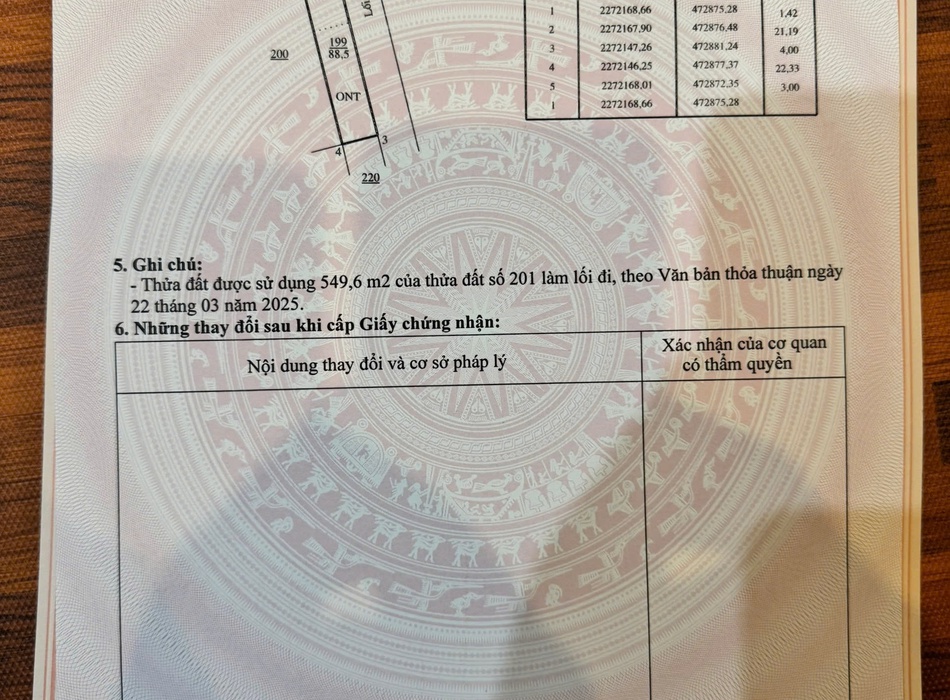 1 2272168,66 472875,28
1,42
2 2272167,90 472876,48
21,19
3 2272147,26 472881,24
4,00
4 2272146,25 472877,37
22,33
5 2272168,01 472872,35
3,00
1 2272168,66 472875,28
Lối
200
199
88,5
ONT
3
4
220
5. Ghi chú:
- Thửa đất được sử dụng 549,6 m2 của thửa đất số 201 làm lối đi, theo Văn bản thỏa thuận ngày
22 tháng 03 năm 2025.
6. Những thay đổi sau khi cấp Giấy chứng nhận:
Nội dung thay đổi và cơ sở pháp lý
Xác nhận của cơ quan
có thẩm quyền